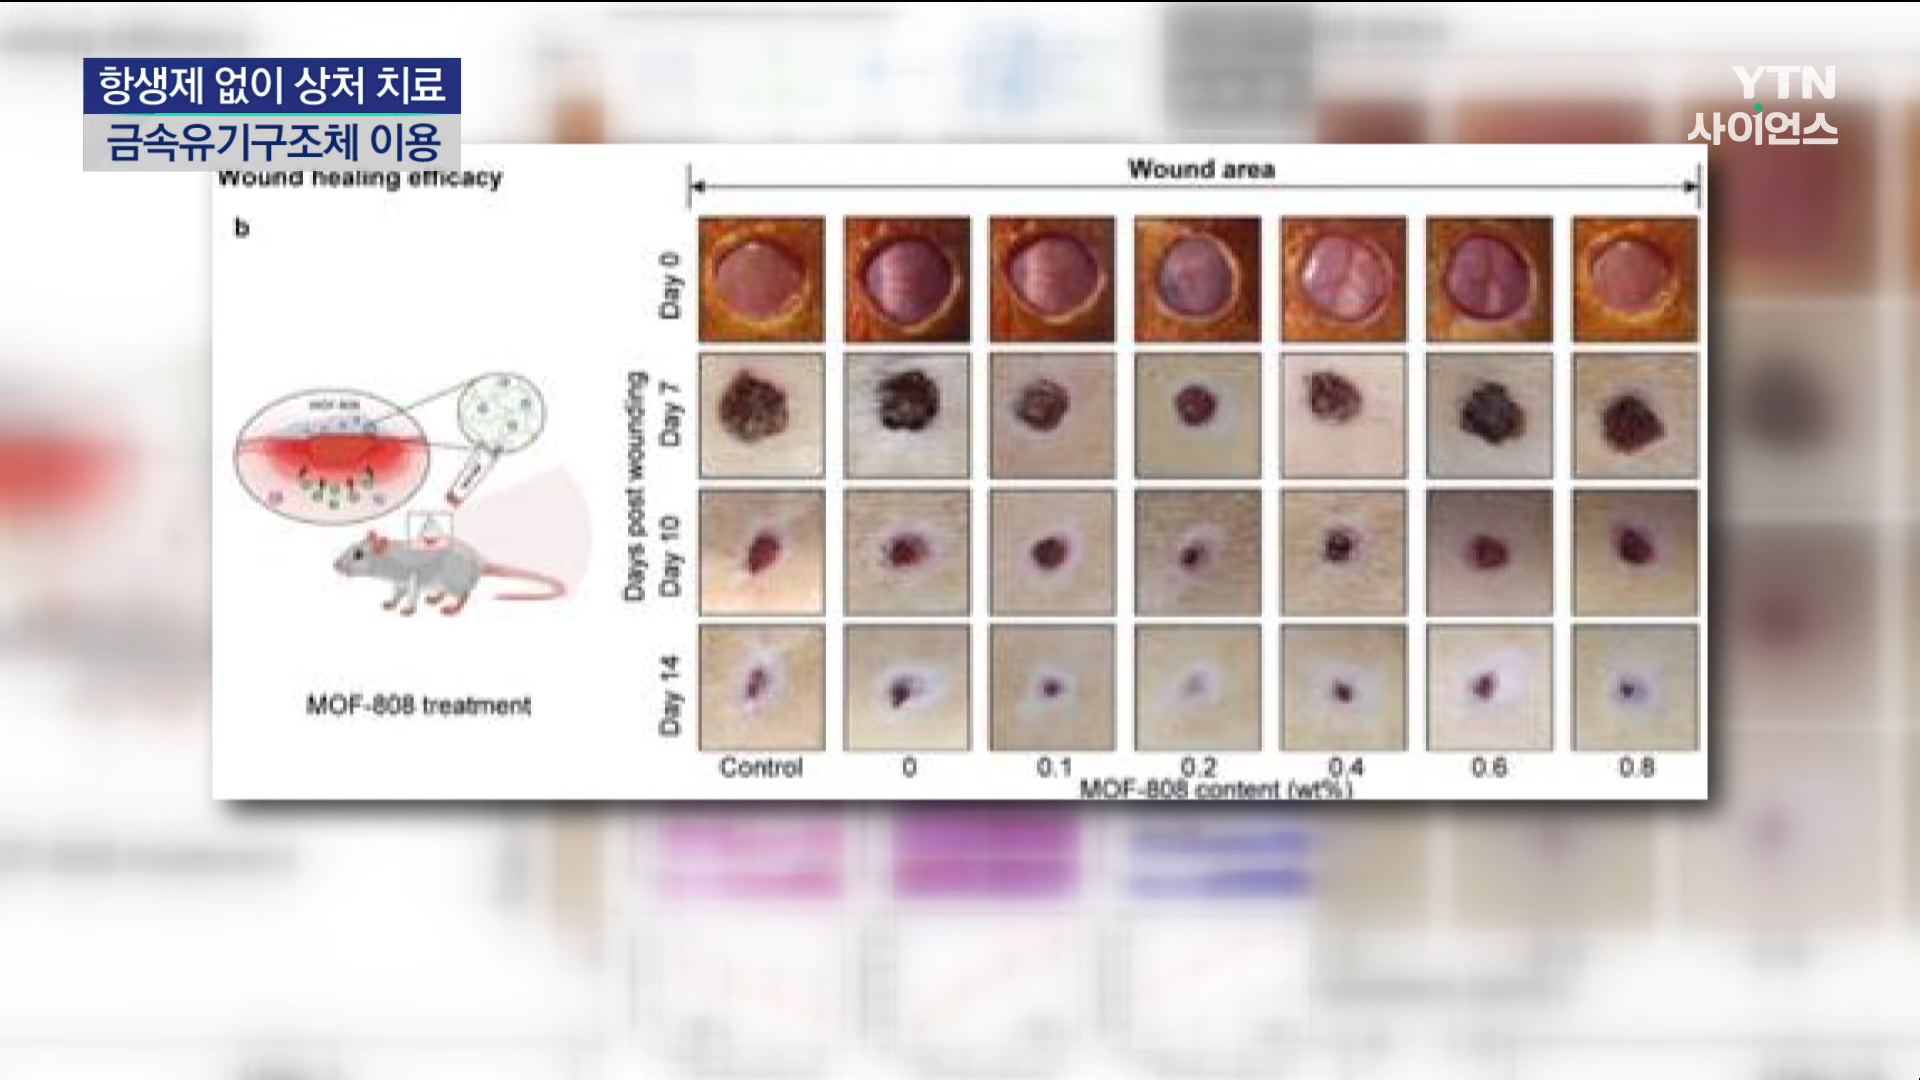 항생제 없이 상처 치료
금속유기구조체 이용
YTN
사이언스
Wound healing efficacy
b
Wound area
Days post wounding
Day 0
Day 7
Day 10
Day 14
MOF-808
MOF-808 treatment
Control 0 0.1 0.2 0.4 0.6 0.8
MOF-808 content (wt%)